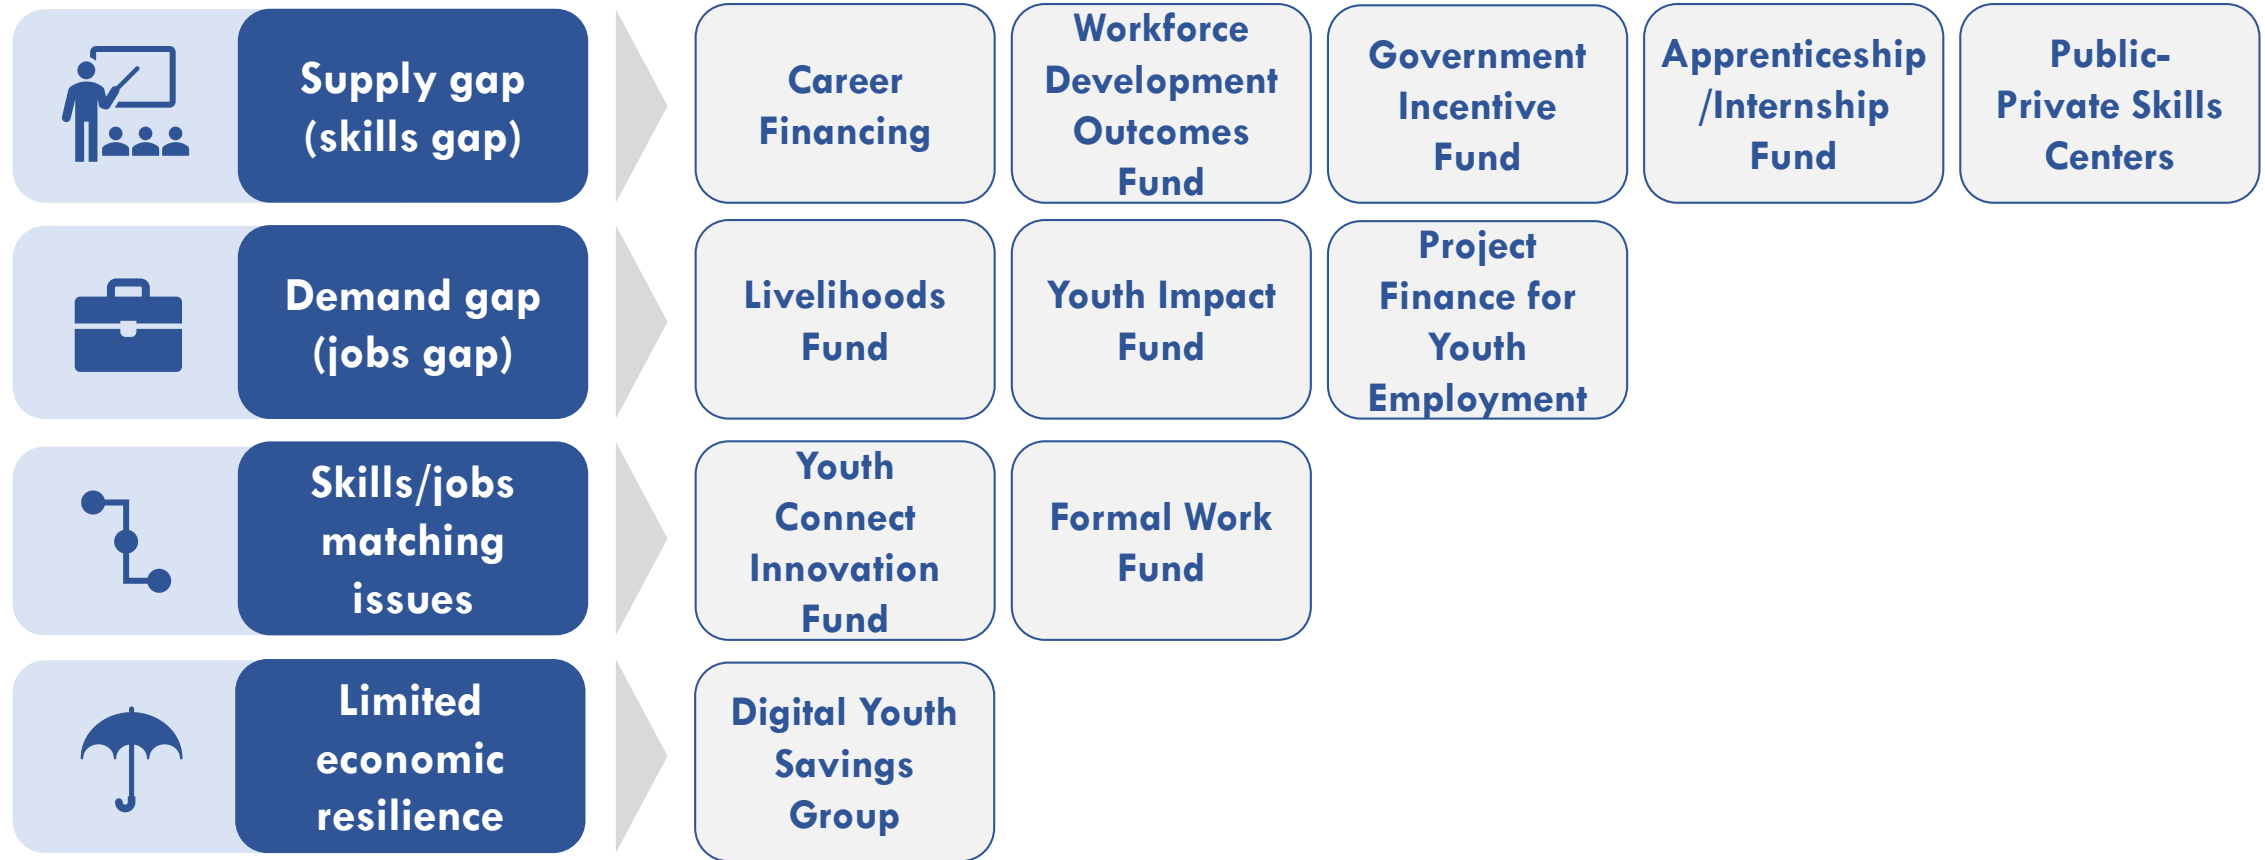 Supply gap
(skills gap)
Career
Financing
Workforce
Development
Outcomes
Fund
Government
Incentive
Fund
Apprenticeship
/Internship
Fund
Public-
Private Skills
Centers
Demand gap
(jobs gap)
Livelihoods
Fund
Youth Impact
Fund
Project
Finance for
Youth
Employment
Skills/jobs
matching
issues
Youth
Connect
Innovation
Fund
Formal Work
Fund
Limited
economic
resilience
Digital Youth
Savings
Group